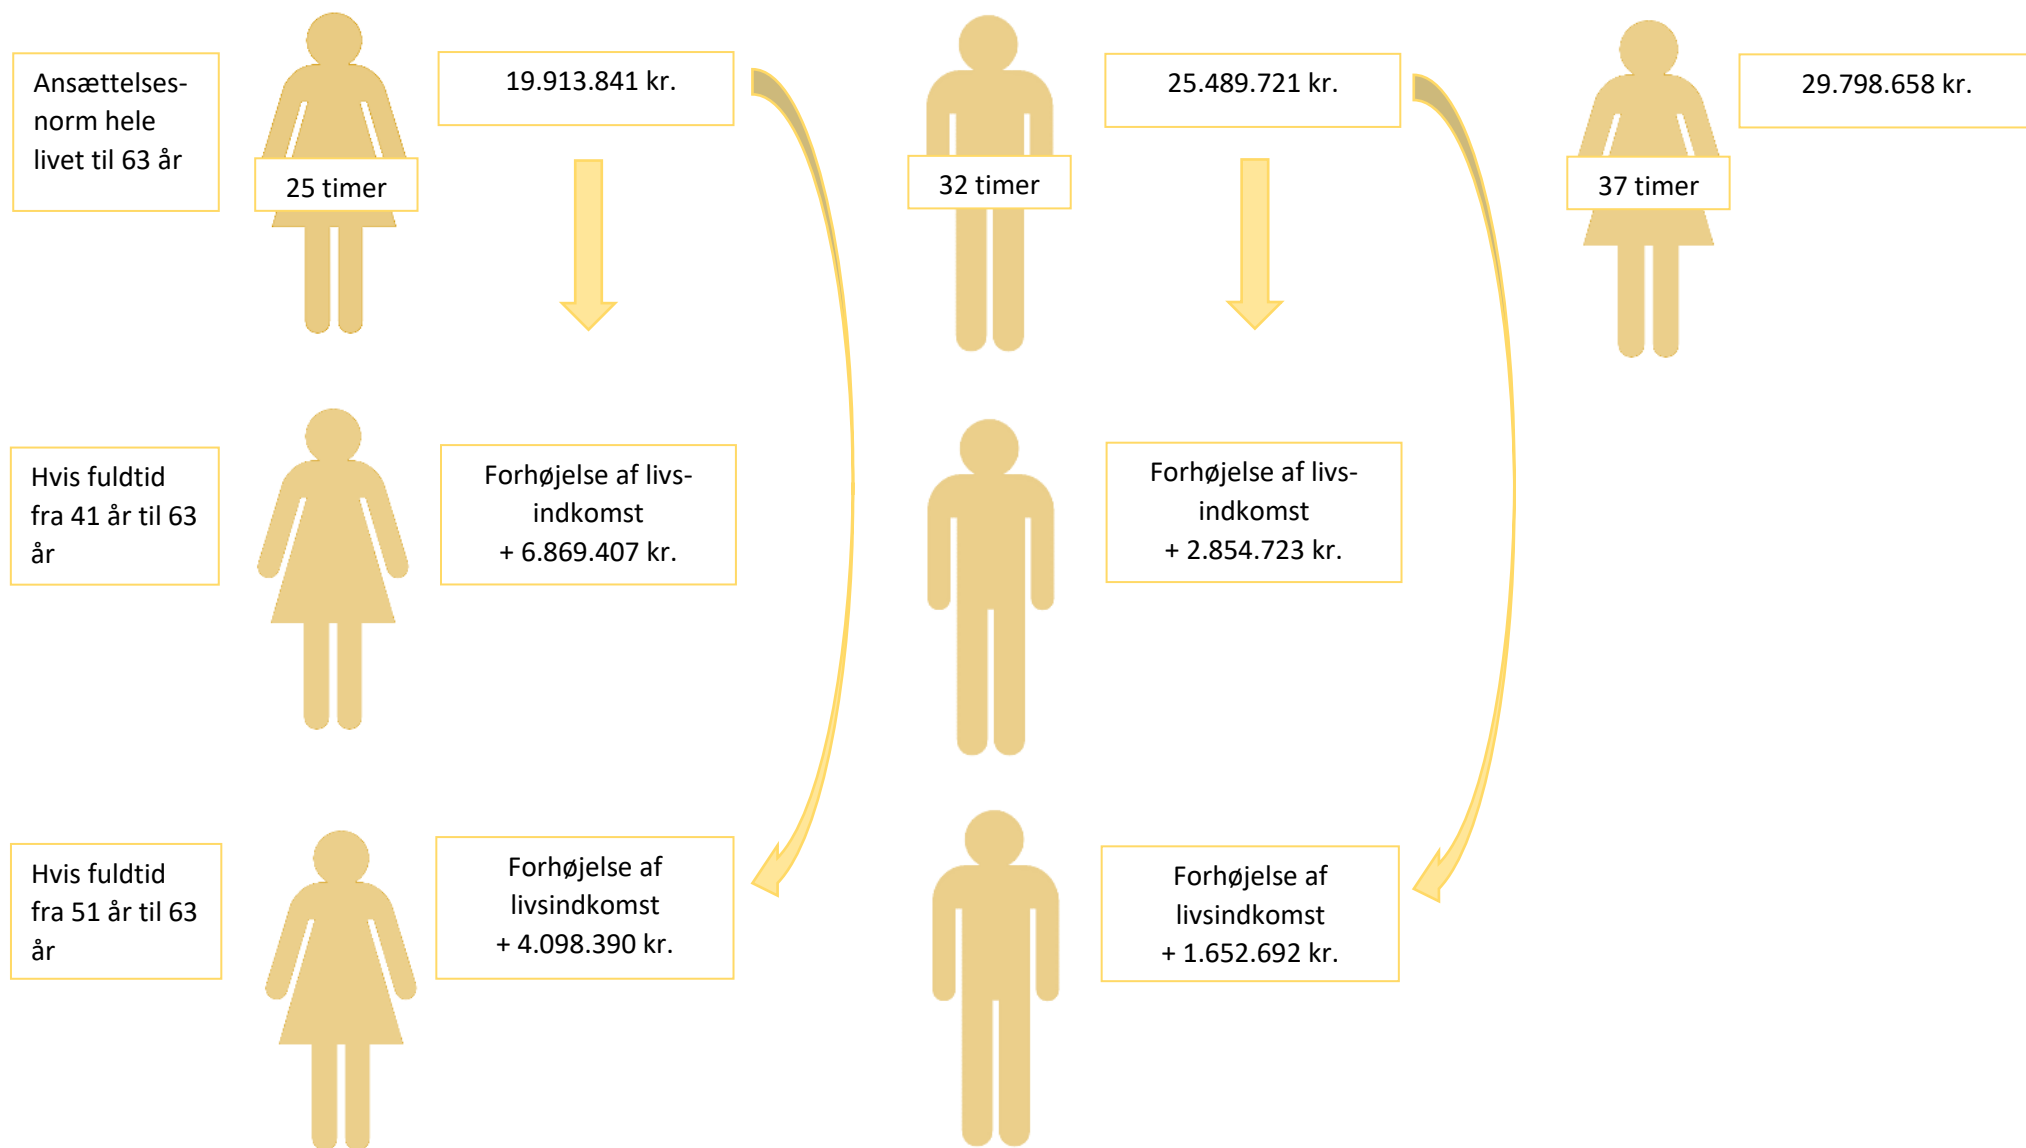 Ansættelses-
norm hele
livet til 63 år
25 timer
19.913.841 kr.
32 timer
25.489.721 kr.
37 timer
29.798.658 kr.
Hvis fuldtid
fra 41 år til 63
år
Forhøjelse af livs-
indkomst
+ 6.869.407 kr.
Forhøjelse af livs-
indkomst
+ 2.854.723 kr.
Hvis fuldtid
fra 51 år til 63
år
Forhøjelse af
livsindkomst
+ 4.098.390 kr.
Forhøjelse af
livsindkomst
+ 1.652.692 kr.